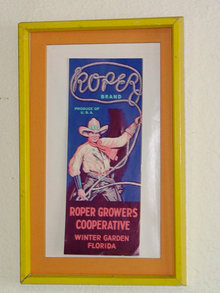 ROPER
BRAND
PRODUCE OF
U.S.A.
ROPER GROWERS
COOPERATIVE
WINTER GARDEN
FLORIDA